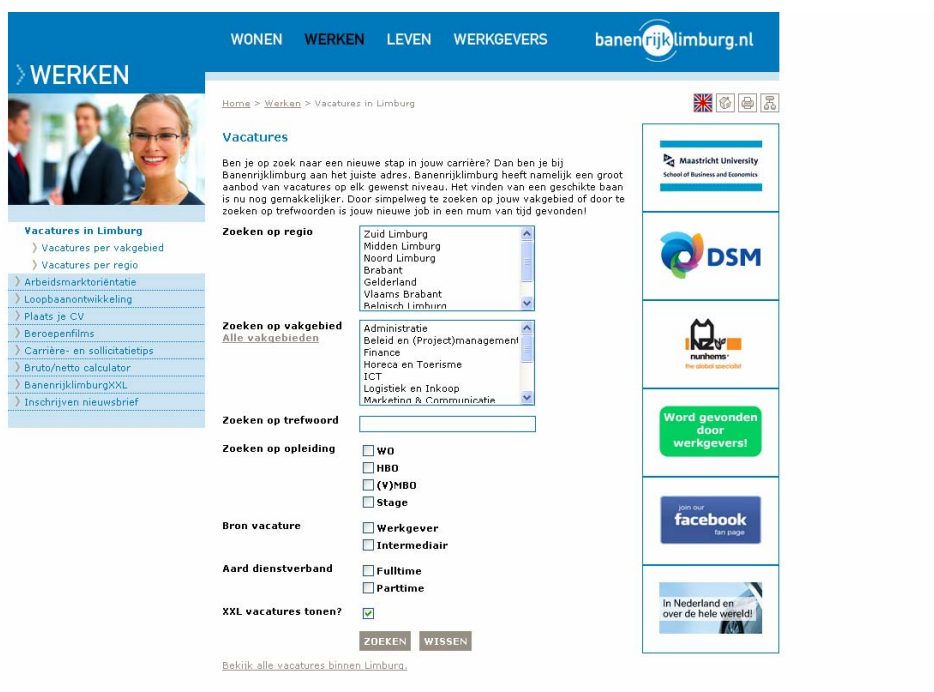 WONEN WERKEN LEVEN WERKGEVERS banenrijklimburg.nl
WERKEN
Home > Werken > Vacatures in Limburg
Vacatures
Ben je op zoek naar een nieuwe stap in jouw carrière? Dan ben je bij
Banenrijklimburg aan het juiste adres. Banenrijklimburg heeft namelijk een groot
aanbod van vacatures op elk gewenst niveau. Het vinden van een geschikte baan
is nu nog gemakkelijker. Door simpelweg te zoeken op jouw vakgebied of door te
zoeken op trefwoorden is jouw nieuwe job in een mum van tijd gevonden!
Vacatures in Limburg
Vacatures per vakgebied
Vacatures per regio
Arbeidsmarktoriëntatie
Loopbaanontwikkeling
Plaats je CV
Beroepenfilms
Carrière- en sollicitatietips
Bruto/netto calculator
BanenrijklimburgXXL
Inschrijven nieuwsbrief
Zoeken op regio
Zuid Limburg
Midden Limburg
Noord Limburg
Brabant
Gelderland
Vlaams Brabant
Belgisch Limburg
Zoeken op vakgebied
Alle vakgebieden
Administratie
Beleid en (Project)management
Finance
Horeca en Toerisme
ICT
Logistiek en Inkoop
Marketing & Communicatie
Zoeken op trefwoord
Zoeken op opleiding
WO
HBO
(V)MBO
Stage
Bron vacature
Werkgever
Intermediair
Aard dienstverband
Fulltime
Parttime
XXL vacatures tonen?
ZOEKEN WISSEN
Bekijk alle vacatures binnen Limburg.
Maastricht University
School of Business and Economics
DSM
nunhems
the global specialist
Word gevonden
door
werkgevers!
join our
facebook
fan page
In Nederland en
over de hele wereld!